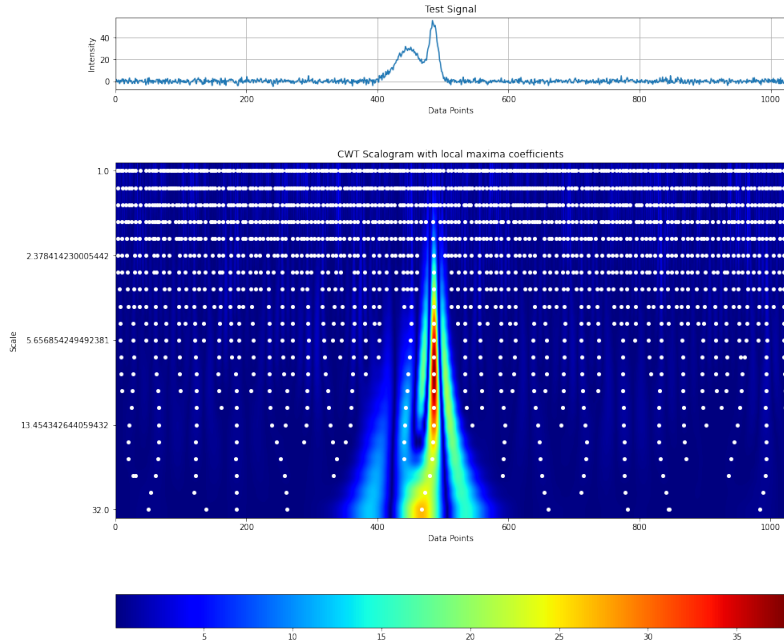 Test Signal
40
20
0
Intensity
0 200 400 600 800 1000
Data Points
CWT Scalogram with local maxima coefficients
1.0
2.378414230005442
5.656854249492381
13.454342644059432
32.0
Scale
0 200 400 600 800 1000
Data Points
5 10 15 20 25 30 35